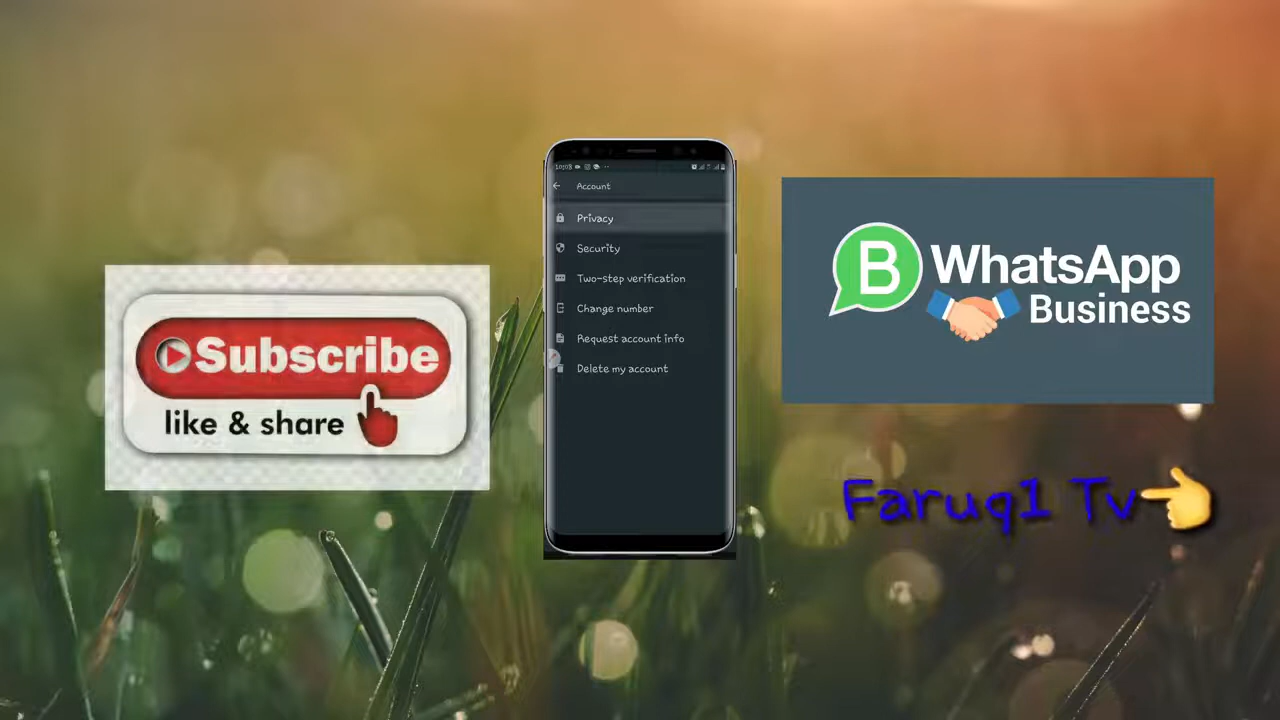 Subscribe
like & share
Account
Privacy
Security
Two-step verification
Change number
Request account info
Delete my account
B WhatsApp
Business
Faruq1 Tv